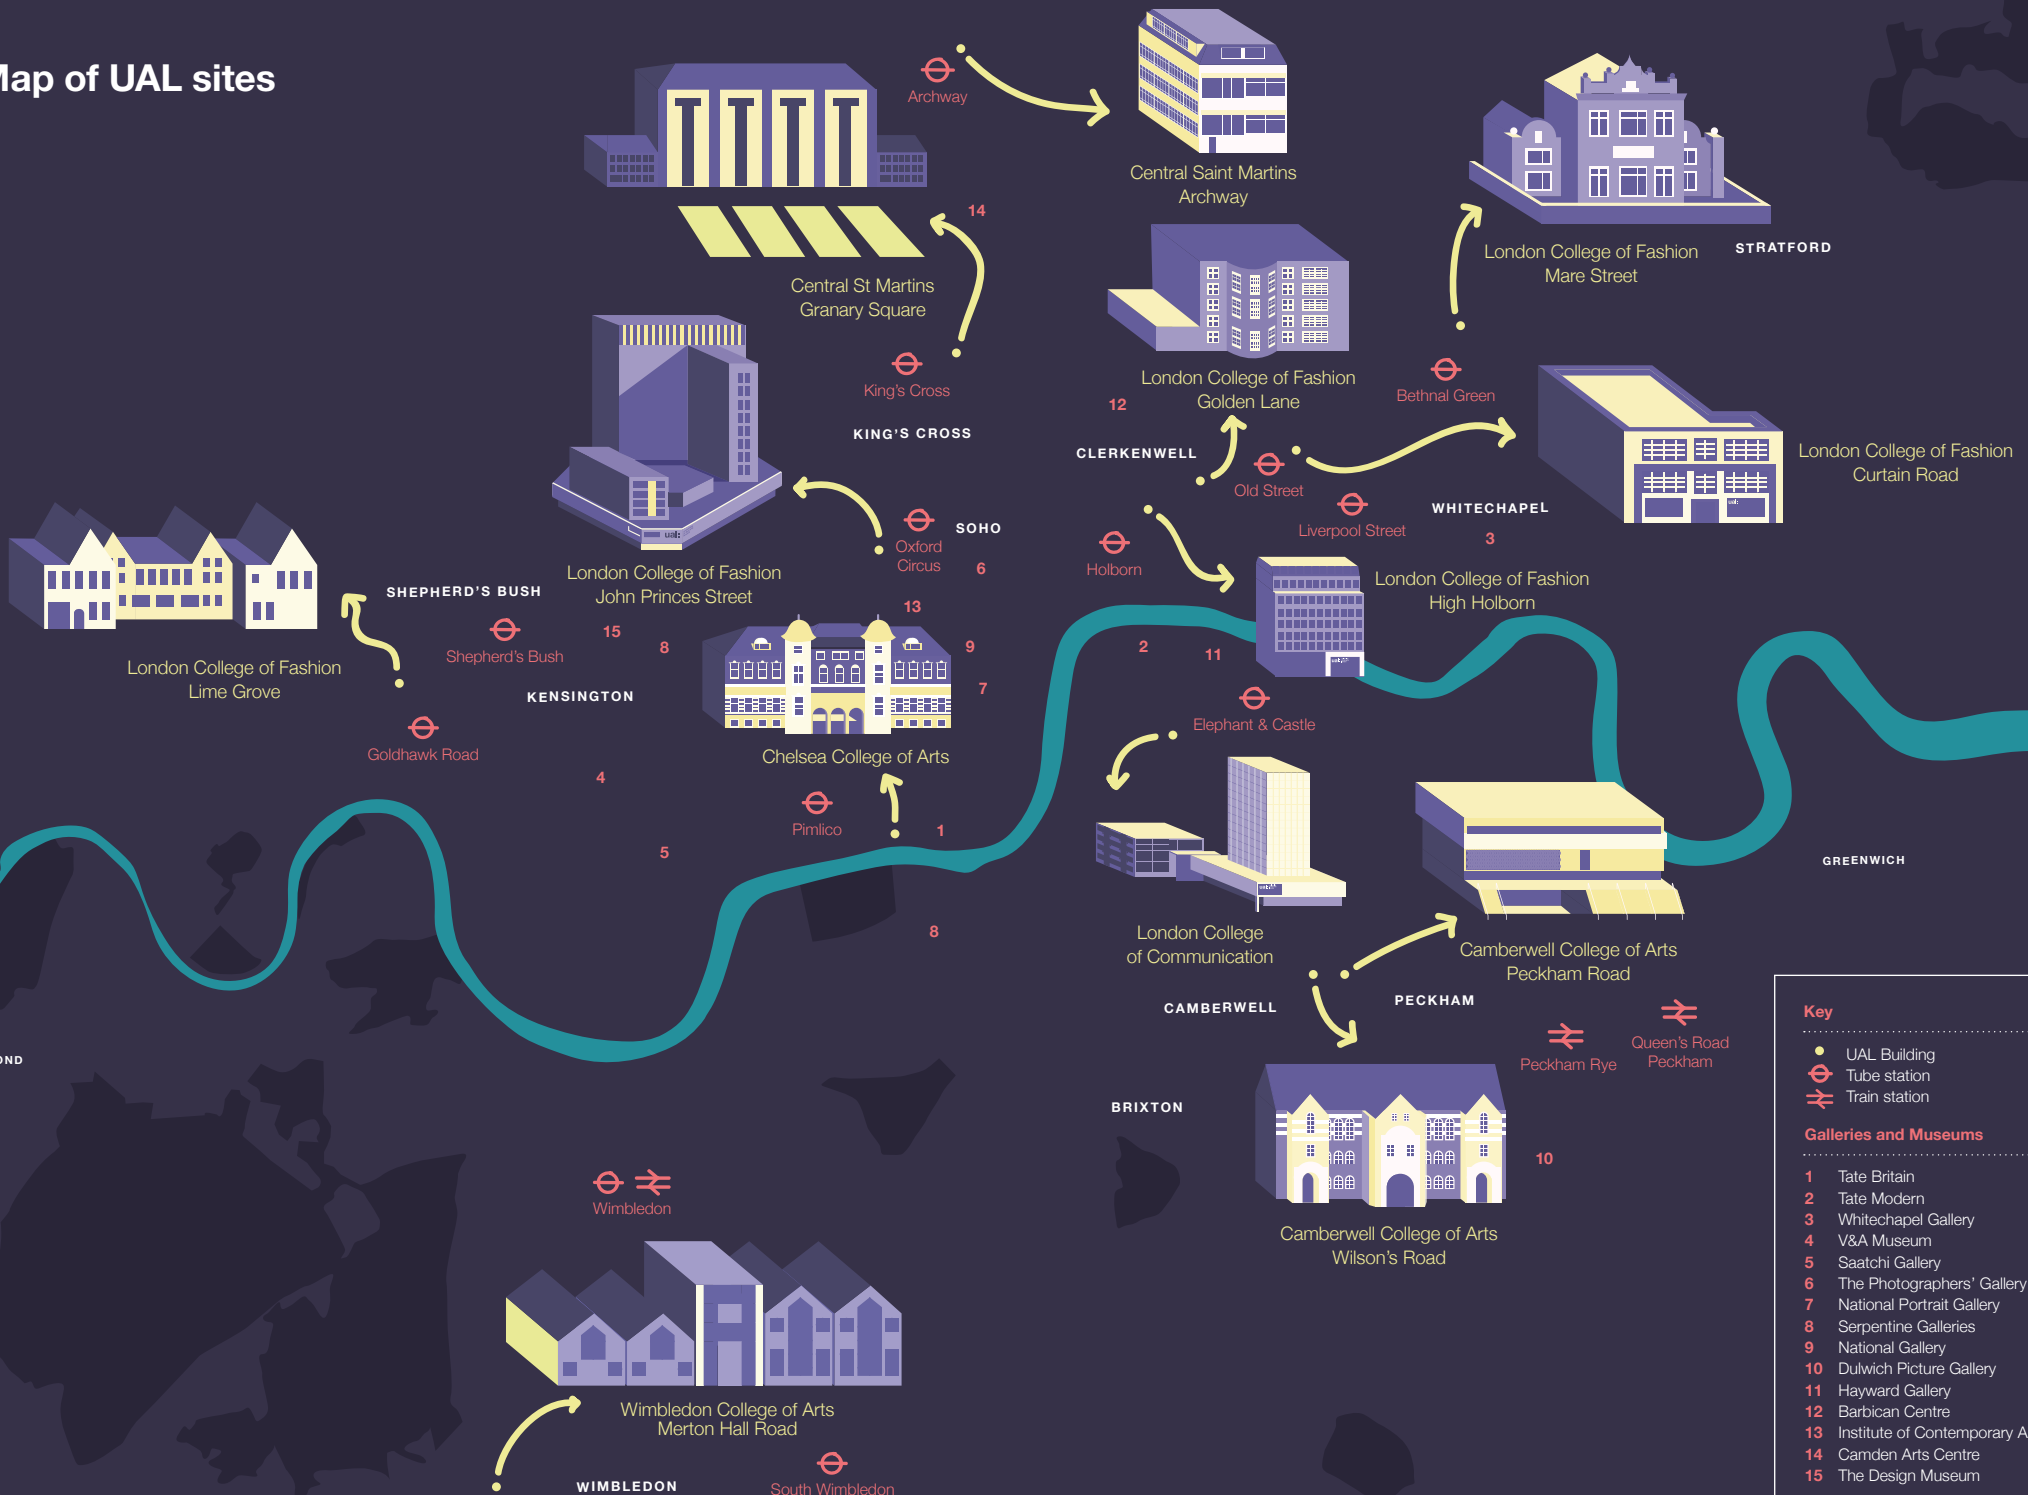 Map of UAL sites
Archway
Central Saint Martins
Archway
14
London College of Fashion
Mare Street
STRATFORD
Central St Martins
Granary Square
King's Cross
KING'S CROSS
London College of Fashion
Golden Lane
12
CLERKENWELL
Bethnal Green
Old Street
Liverpool Street
WHITECHAPEL
3
London College of Fashion
Curtain Road
ual:
ual:
Oxford
Circus
SOHO
6
Holborn
London College of Fashion
High Holborn
ual:
London College of Fashion
John Princes Street
SHEPHERD'S BUSH
Shepherd's Bush
15
8
13
9
7
2
11
London College of Fashion
Lime Grove
KENSINGTON
Goldhawk Road
4
5
Chelsea College of Arts
Pimlico
1
8
Elephant & Castle
ual:
London College
of Communication
GREENWICH
Camberwell College of Arts
Peckham Road
CAMBERWELL
PECKHAM
Peckham Rye
Queen's Road
Peckham
OND
BRIXTON
10
Camberwell College of Arts
Wilson's Road
Wimbledon
Wimbledon College of Arts
Merton Hall Road
WIMBLEDON
South Wimbledon
Key
UAL Building
Tube station
Train station
Galleries and Museums
1 Tate Britain
2 Tate Modern
3 Whitechapel Gallery
4 V&A Museum
5 Saatchi Gallery
6 The Photographers' Gallery
7 National Portrait Gallery
8 Serpentine Galleries
9 National Gallery
10 Dulwich Picture Gallery
11 Hayward Gallery
12 Barbican Centre
13 Institute of Contemporary A
14 Camden Arts Centre
15 The Design Museum